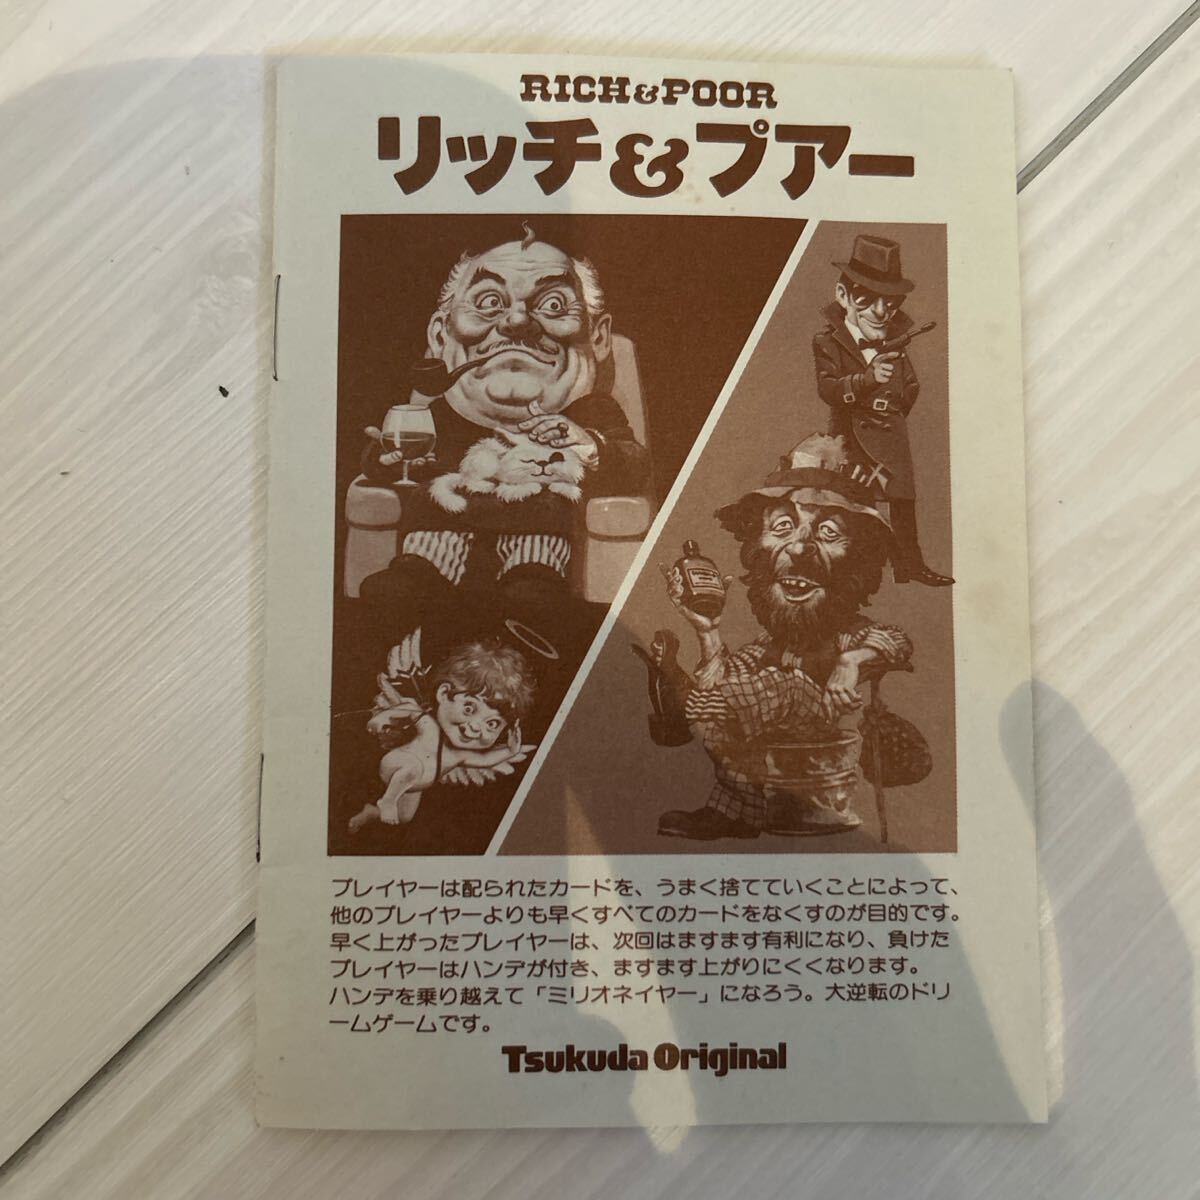 RICH&POOR
リッチ&プアー
プレイヤーは配られたカードを、うまく捨てていくことによって、
他のプレイヤーよりも早くすべてのカードをなくすのが目的です。
早く上がったプレイヤーは、次回はますます有利になり、負けた
プレイヤーはハンデが付き、ますます上がりにくくなります。
ハンデを乗り越えて「ミリオネイヤー」になろう。大逆転のドリ
ームゲームです。
Tsukuda Original